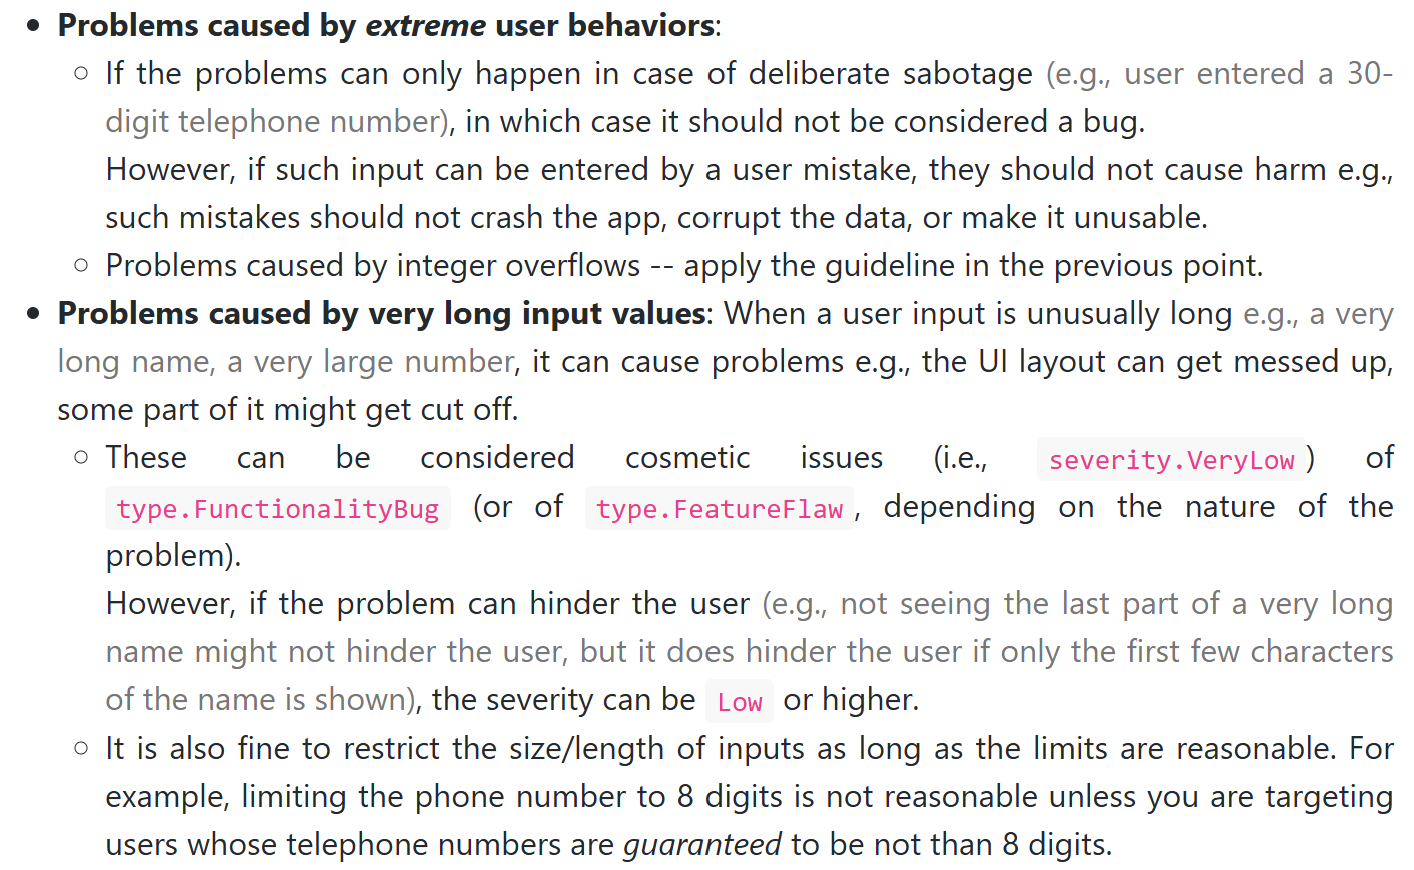 Problems caused by extreme user behaviors:
If the problems can only happen in case of deliberate sabotage (e.g., user entered a 30-
digit telephone number), in which case it should not be considered a bug.
However, if such input can be entered by a user mistake, they should not cause harm e.g.,
such mistakes should not crash the app, corrupt the data, or make it unusable.
Problems caused by integer overflows -- apply the guideline in the previous point.
Problems caused by very long input values: When a user input is unusually long e.g., a very
long name, a very large number, it can cause problems e.g., the UI layout can get messed up,
some part of it might get cut off.
These can be considered cosmetic issues (i.e., severity.VeryLow) of
type.FunctionalityBug (or of type.FeatureFlaw, depending on the nature of the
problem).
However, if the problem can hinder the user (e.g., not seeing the last part of a very long
name might not hinder the user, but it does hinder the user if only the first few characters
of the name is shown), the severity can be Low or higher.
It is also fine to restrict the size/length of inputs as long as the limits are reasonable. For
example, limiting the phone number to 8 digits is not reasonable unless you are targeting
users whose telephone numbers are guaranteed to be not than 8 digits.